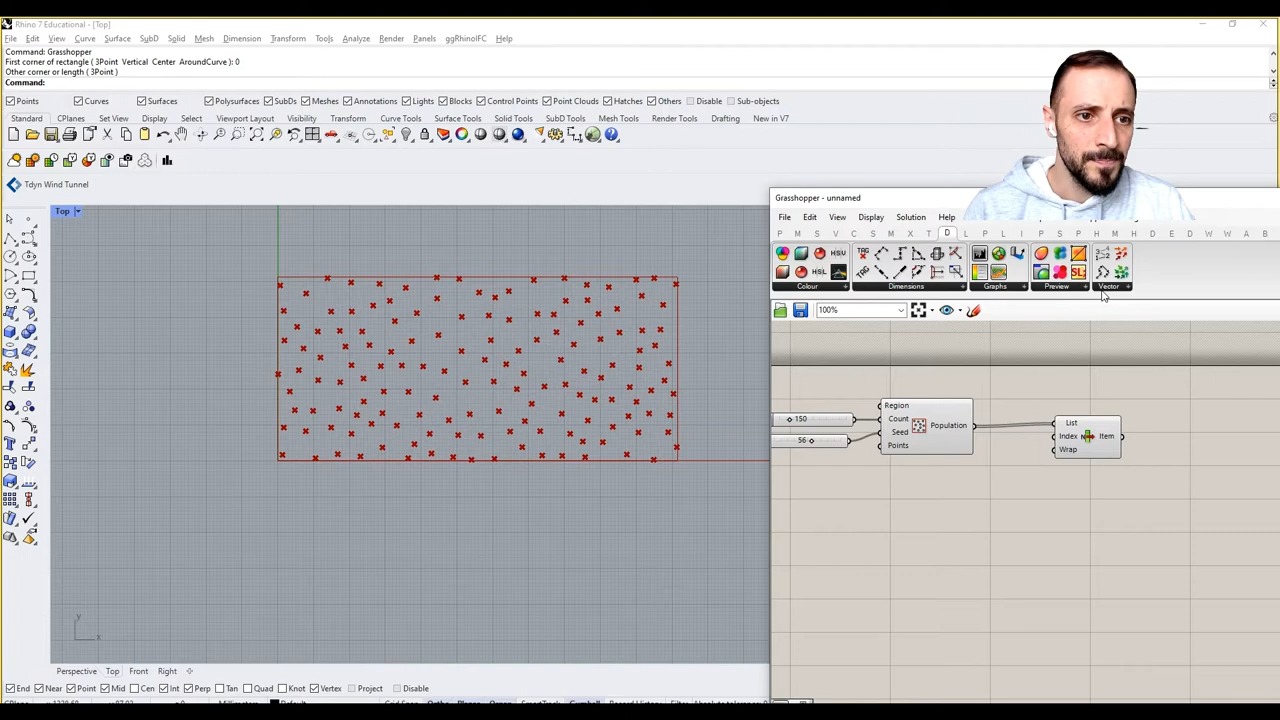 Rhino 7 Educational - [Top]
File Edit View Curve Surface SubD Solid Mesh Dimension Transform Tools Analyze Render Panels ggRhinoIFC Help
Command: Grasshopper
First corner of rectangle ( 3Point Vertical Center AroundCurve ): 0
Other corner or length ( 3Point )
Command:
Points Curves Surfaces Polysurfaces SubDs Meshes Annotations Lights Blocks Control Points Point Clouds Hatches Others Disable Sub-objects
Standard CPlanes Set View Display Select Viewport Layout Visibility Transform Curve Tools Surface Tools Solid Tools SubD Tools Mesh Tools Render Tools Drafting New in V7
Tdyn Wind Tunnel
Top
Grasshopper - unnamed
File Edit View Display Solution Help
P M S V C S M I X T D L I P S K M H D W E D E D R W G W L A B
HSU TAG
HSL TAG
Colour Dimensions Graphs Preview Vector
100%
Region
150 Count
Seed Population
56
Points
List
Index Item
Wrap
y
x
Perspective Top Front Right
End Near Point Mid Cen Int Perp Tan Quad Knot Vertex Project Disable